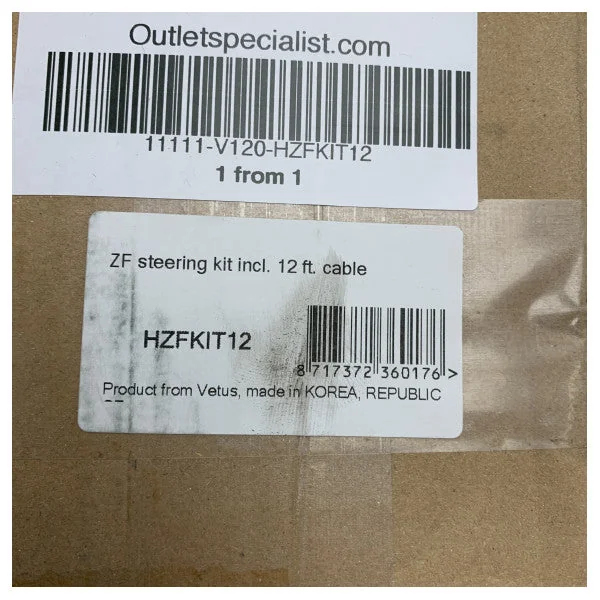 Outletspecialist.com
11111-V120-HZFKIT12
1 from 1
ZF steering kit incl. 12 ft. cable
HZFKIT12
8 717372 360176 >
Product from Vetus, made in KOREA, REPUBLIC